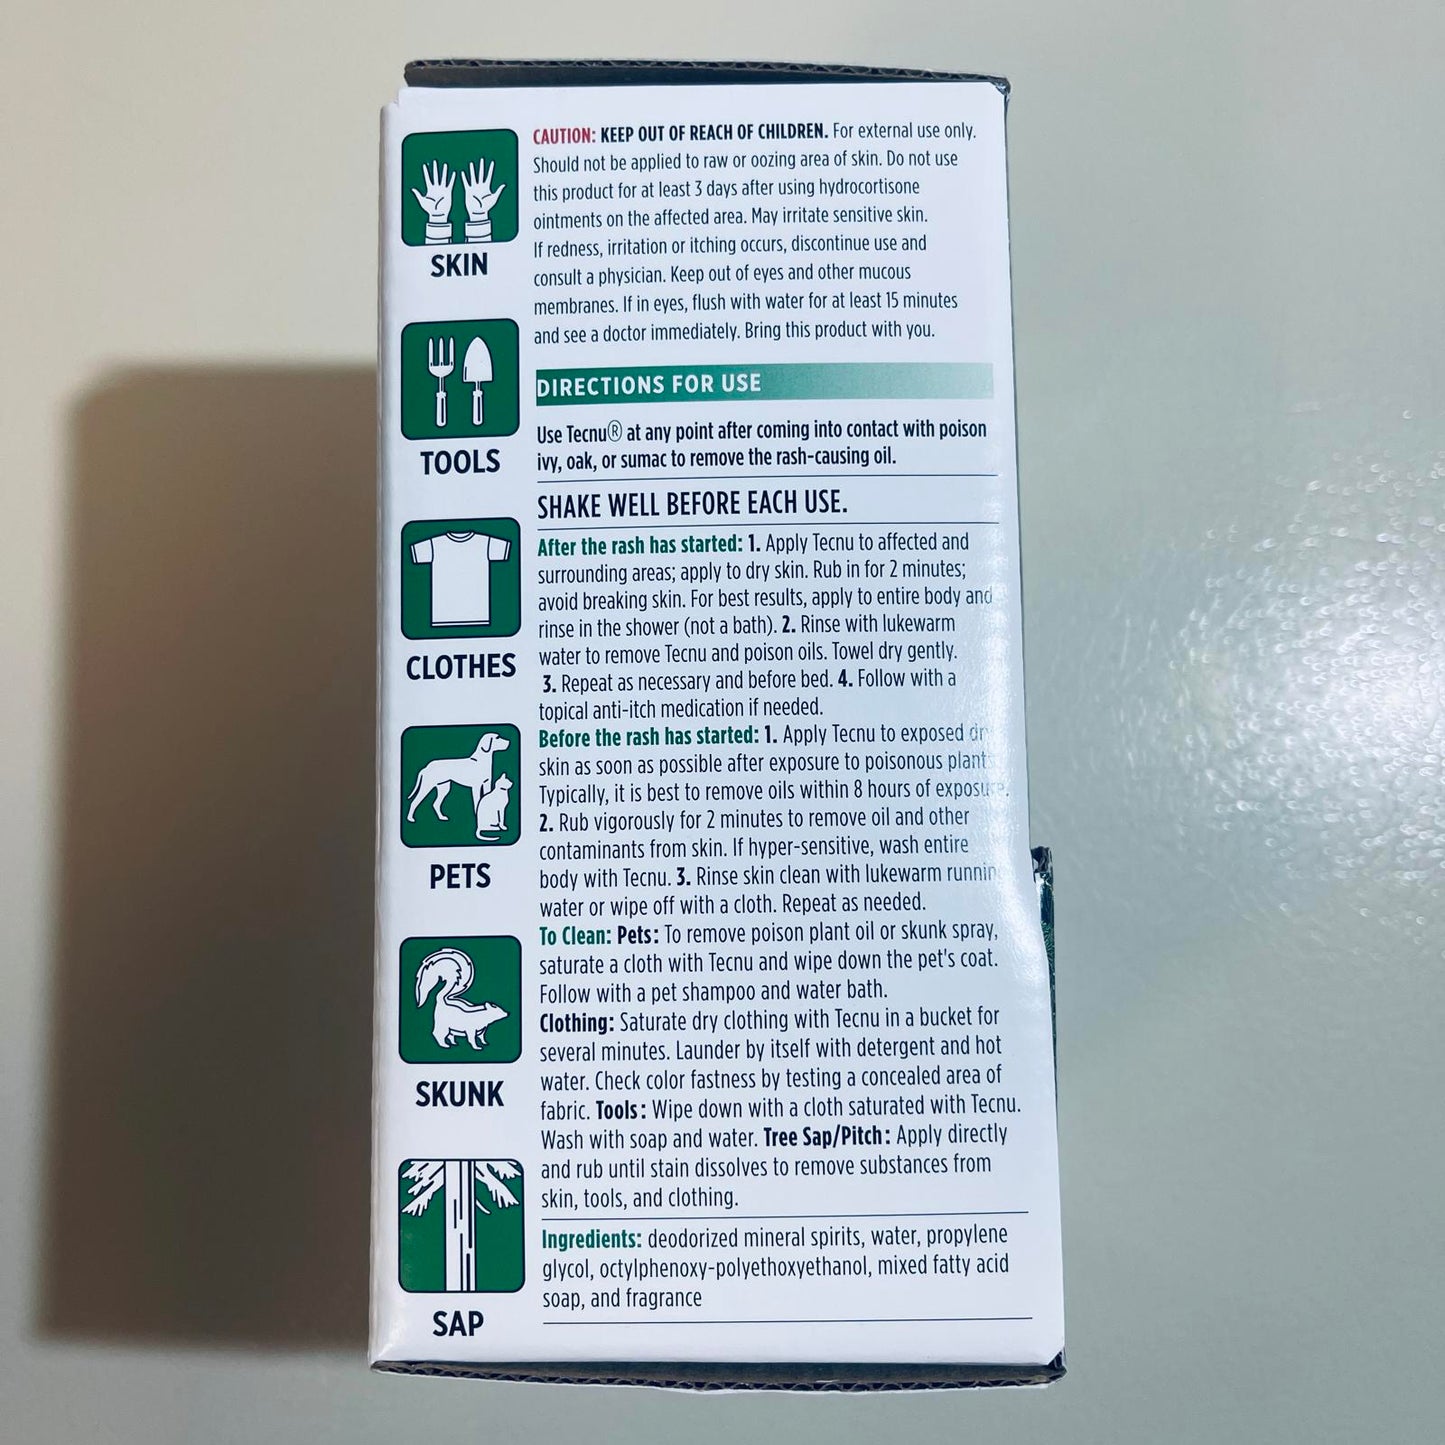 CAUTION: KEEP OUT OF REACH OF CHILDREN. For external use only.
Should not be applied to raw or oozing area of skin. Do not use
this product for at least 3 days after using hydrocortisone
ointments on the affected area. May irritate sensitive skin.
If redness, irritation or itching occurs, discontinue use and
consult a physician. Keep out of eyes and other mucous
membranes. If in eyes, flush with water for at least 15 minutes
and see a doctor immediately. Bring this product with you.
SKIN
TOOLS
CLOTHES
PETS
SKUNK
SAP
DIRECTIONS FOR USE
Use Tecnu® at any point after coming into contact with poison
ivy, oak, or sumac to remove the rash-causing oil.
SHAKE WELL BEFORE EACH USE.
After the rash has started: 1. Apply Tecnu to affected and
surrounding areas; apply to dry skin. Rub in for 2 minutes;
avoid breaking skin. For best results, apply to entire body and
rinse in the shower (not a bath). 2. Rinse with lukewarm
water to remove Tecnu and poison oils. Towel dry gently.
3. Repeat as necessary and before bed. 4. Follow with a
topical anti-itch medication if needed.
Before the rash has started: 1. Apply Tecnu to exposed dry
skin as soon as possible after exposure to poisonous plants.
Typically, it is best to remove oils within 8 hours of exposure.
2. Rub vigorously for 2 minutes to remove oil and other
contaminants from skin. If hyper-sensitive, wash entire
body with Tecnu. 3. Rinse skin clean with lukewarm running
water or wipe off with a cloth. Repeat as needed.
To Clean: Pets: To remove poison plant oil or skunk spray,
saturate a cloth with Tecnu and wipe down the pet's coat.
Follow with a pet shampoo and water bath.
Clothing: Saturate dry clothing with Tecnu in a bucket for
several minutes. Launder by itself with detergent and hot
water. Check color fastness by testing a concealed area of
fabric. Tools: Wipe down with a cloth saturated with Tecnu.
Wash with soap and water. Tree Sap/Pitch: Apply directly
and rub until stain dissolves to remove substances from
skin, tools, and clothing.
Ingredients: deodorized mineral spirits, water, propylene
glycol, octylphenoxy-polyethoxyethanol, mixed fatty acid
soap, and fragrance